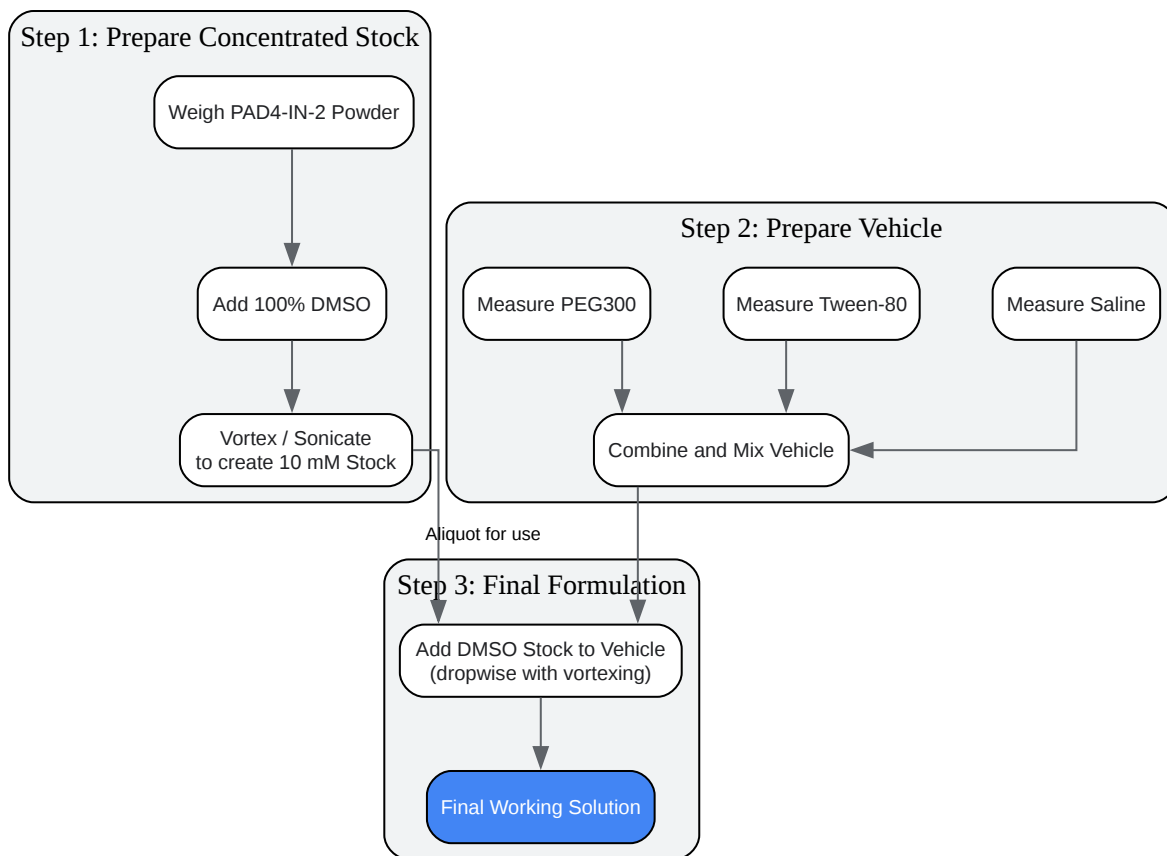 Step 1: Prepare Concentrated Stock
Weigh PAD4-IN-2 Powder
Add 100% DMSO
Vortex / Sonicate
to create 10 mM Stock
Step 2: Prepare Vehicle
Measure PEG300
Measure Tween-80
Measure Saline
Combine and Mix Vehicle
Aliquot for use
Step 3: Final Formulation
Add DMSO Stock to Vehicle
(dropwise with vortexing)
Final Working Solution